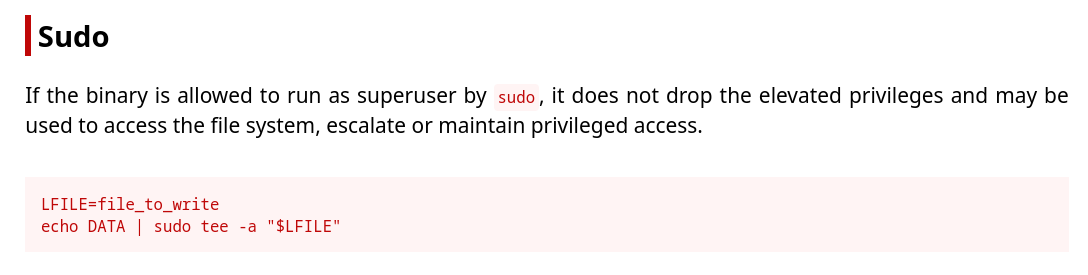 Sudo
If the binary is allowed to run as superuser by sudo, it does not drop the elevated privileges and may be
used to access the file system, escalate or maintain privileged access.
LFILE=file_to_write
echo DATA | sudo tee -a "$LFILE"